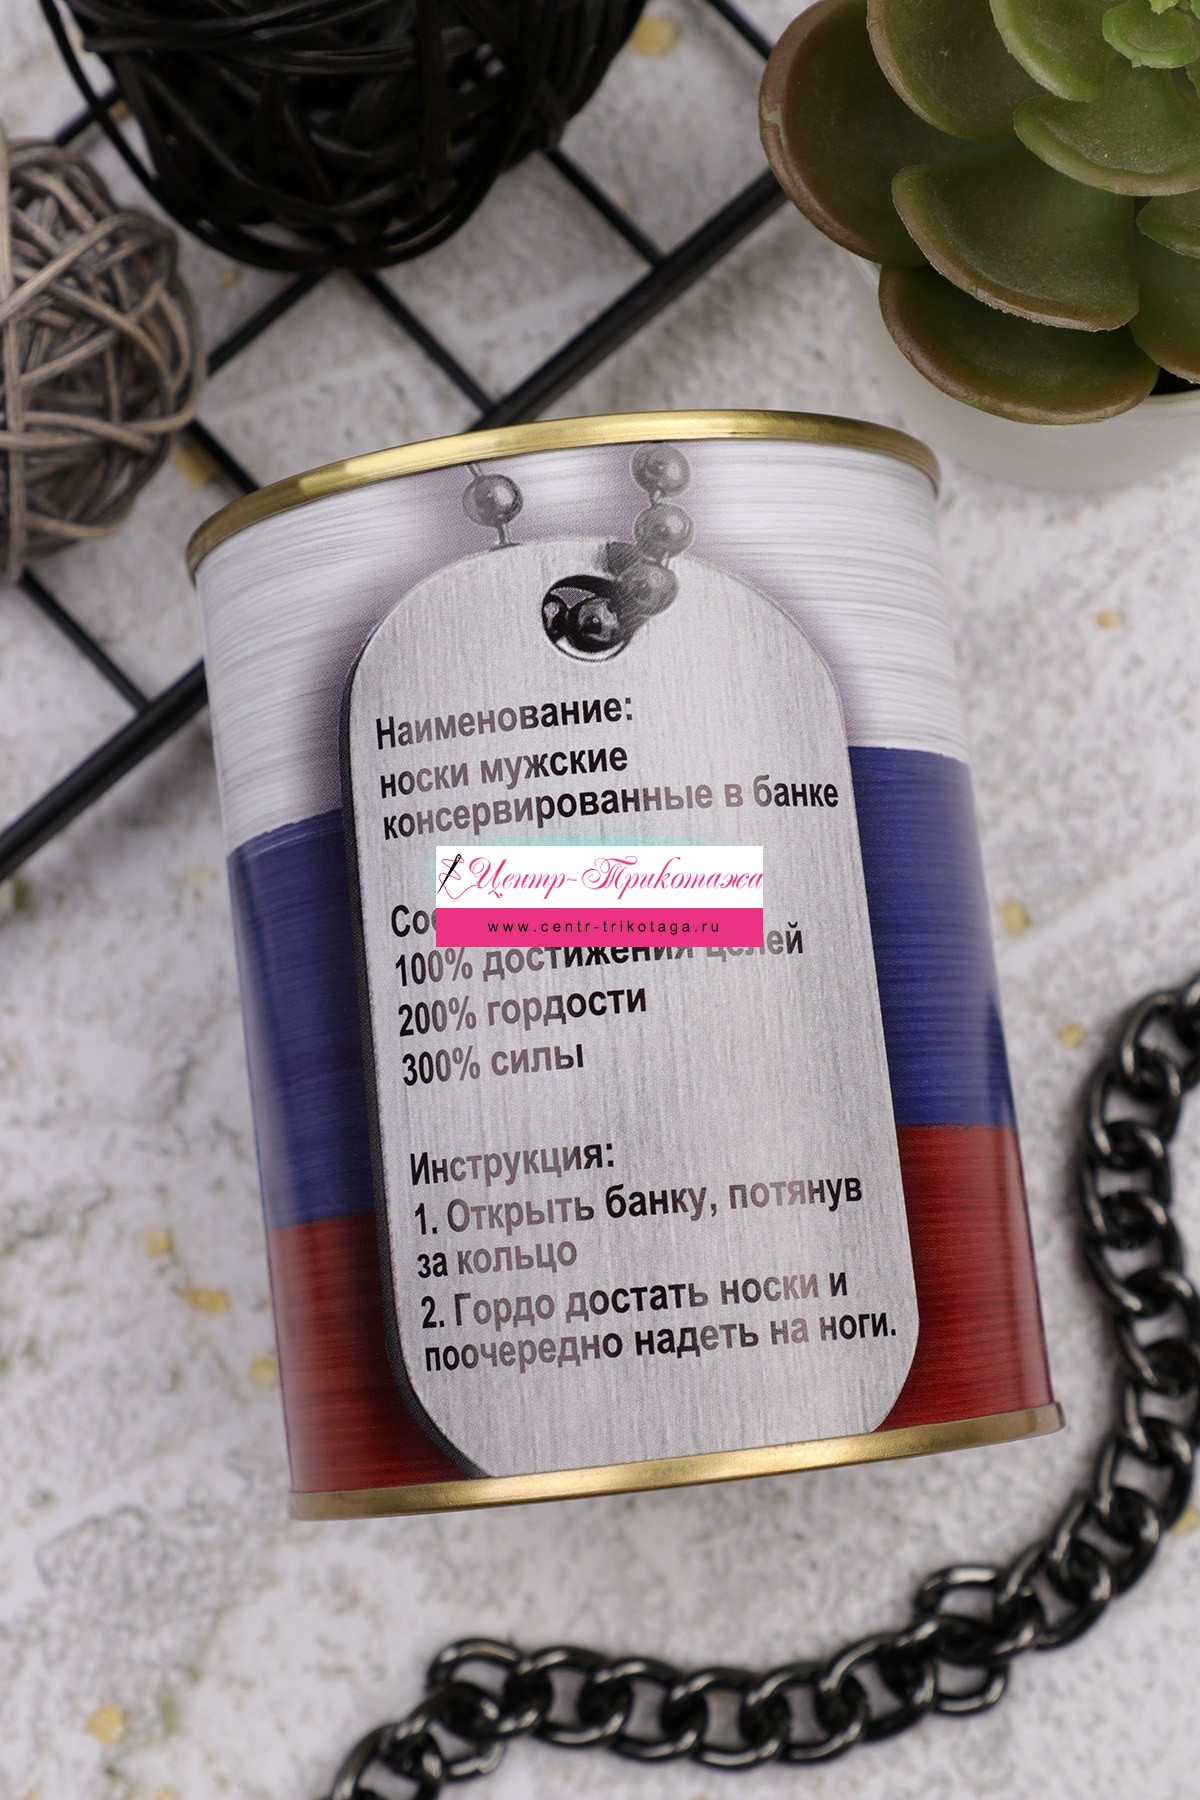 Наименование:
носки мужские
консервированные в банке
Центр-Трикотажа
www.centr-trikotaga.ru
100% достижения целей
200% гордости
300% силы
Инструкция:
1. Открыть банку, потянув
за кольцо
2. Гордо достать носки и
поочередно надеть на ноги.